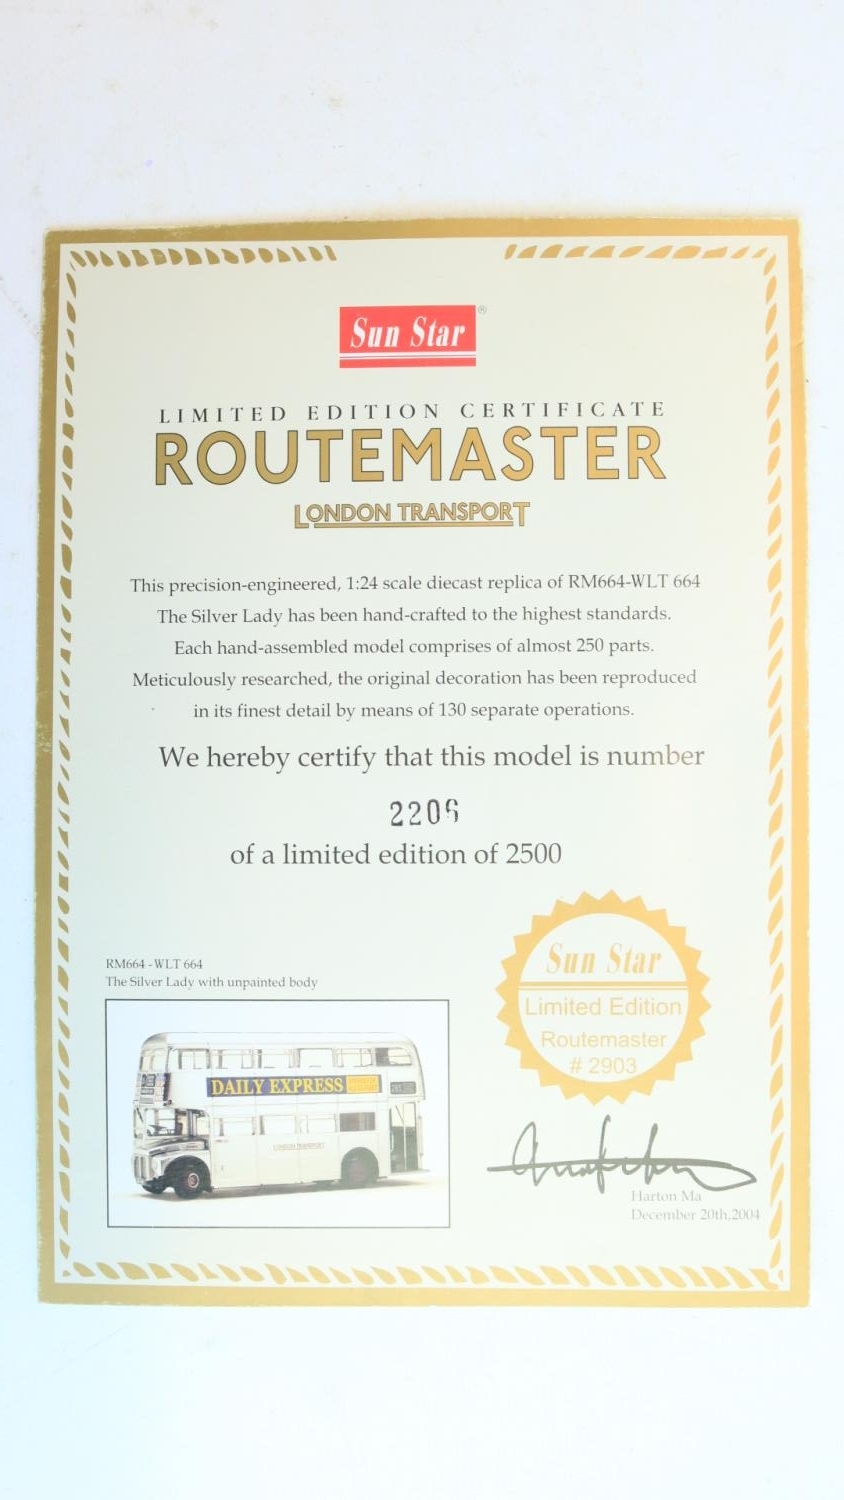 Sun Star®
LIMITED EDITION CERTIFICATE
ROUTEMASTER
LONDON TRANSPORT
This precision-engineered, 1:24 scale diecast replica of RM664-WLT 664
The Silver Lady has been hand-crafted to the highest standards.
Each hand-assembled model comprises of almost 250 parts.
Meticulously researched, the original decoration has been reproduced
in its finest detail by means of 130 separate operations.
We hereby certify that this model is number
2206
of a limited edition of 2500
RM664 - WLT 664
The Silver Lady with unpainted body
DAILY EXPRESS
LONDON TRANSPORT
Sun Star
Limited Edition
Routemaster
# 2903
Harton Ma
December 20th,2004